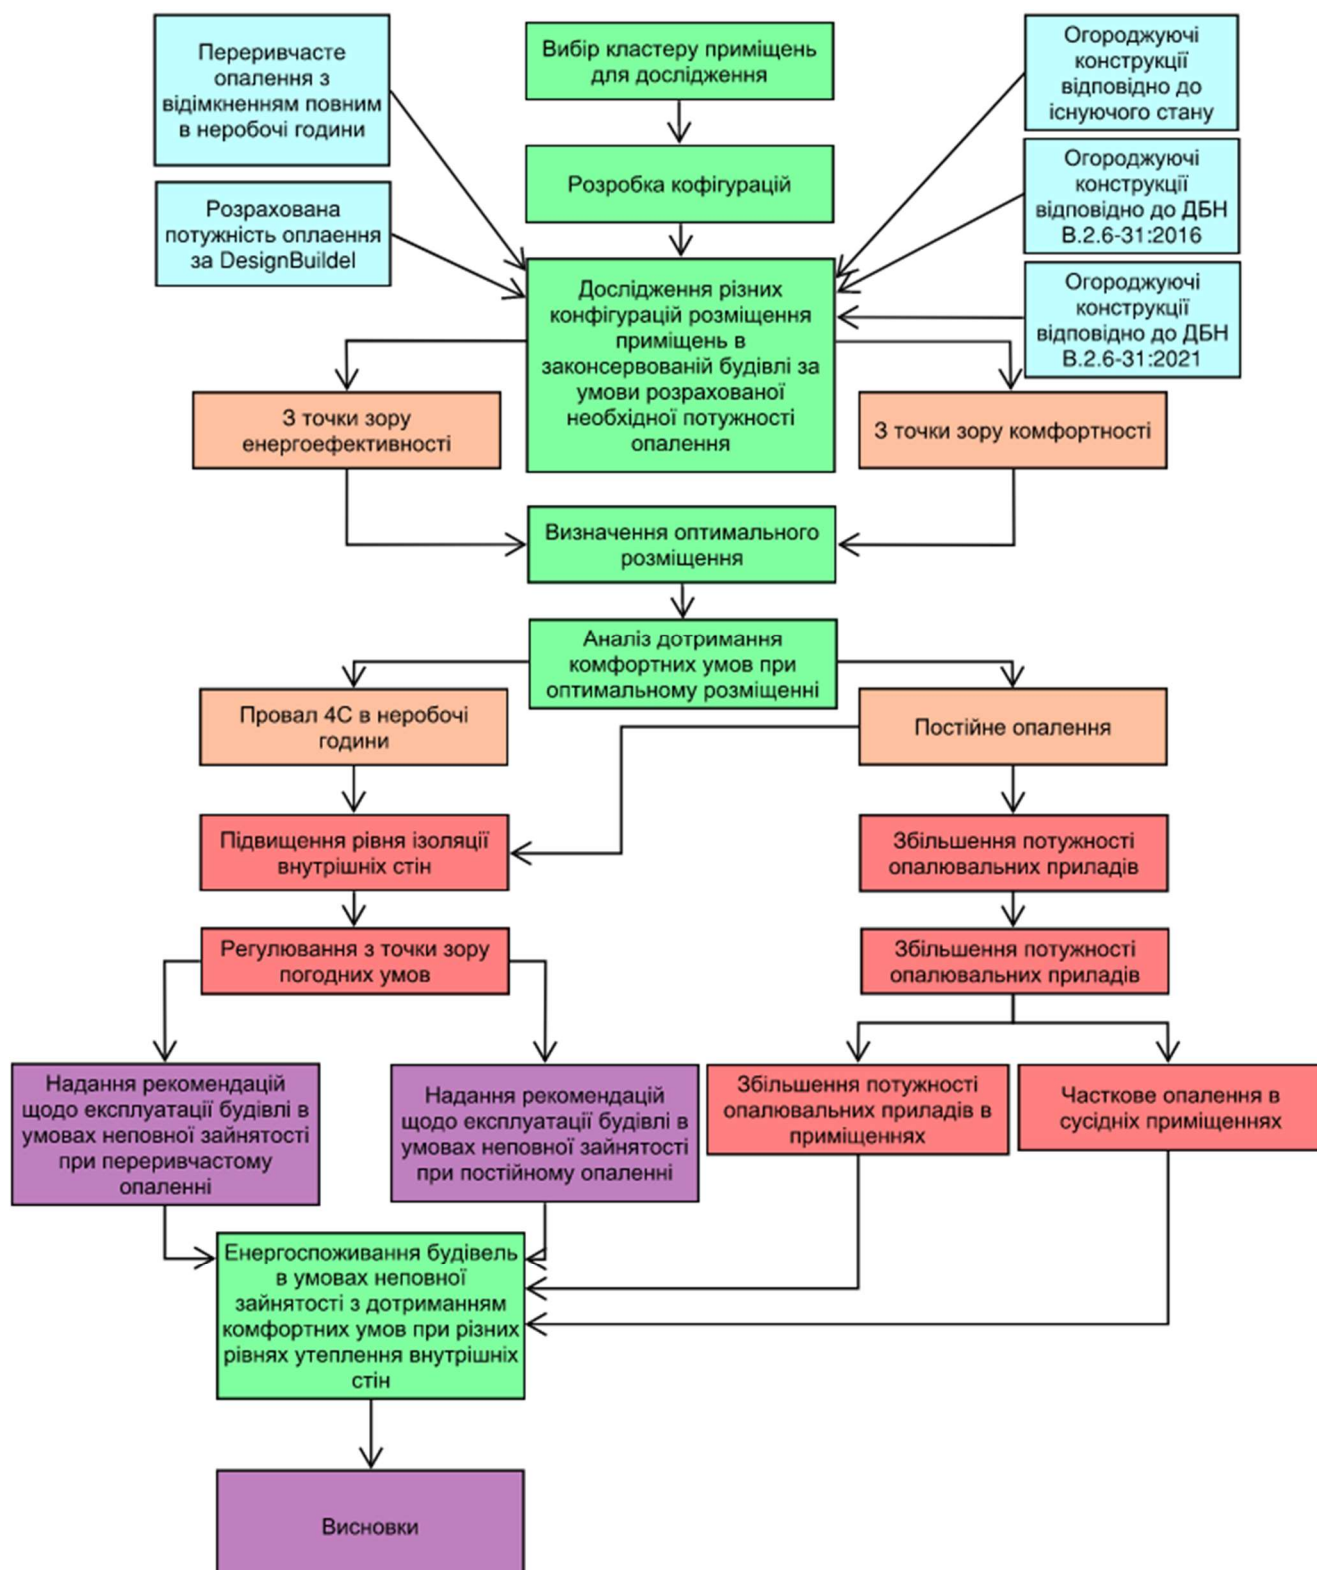 Переривчасте
опалення з
відімкненням повним
в неробочі години
Вибір кластеру приміщень
для дослідження
Огороджуючі
конструкції
відповідно до
існуючого стану
Розробка кофігурацій
Огороджуючі
конструкції
відповідно до ДБН
В.2.6-31:2016
Розрахована
потужність оплаення
за DesignBuildel
Дослідження різних
конфігурацій розміщення
приміщень в
законсервованій будівлі за
умови розрахованої
необхідної потужності
опалення
Огороджуючі
конструкції
відповідно до ДБН
В.2.6-31:2021
З точки зору
енергоефективності
З точки зору комфортності
Визначення оптимального
розміщення
Аналіз дотримання
комфортних умов при
оптимальному розміщенні
Провал 4С в неробочі
години
Постійне опалення
Підвищення рівня ізоляції
внутрішніх стін
Збільшення потужності
опалювальних приладів
Регулювання з точки зору
погодних умов
Збільшення потужності
опалювальних приладів
Надання рекомендацій
щодо експлуатації будівлі в
умовах неповної зайнятості
при переривчастому
опаленні
Надання рекомендацій
щодо експлуатації будівлі в
умовах неповної зайнятості
при постійному опаленні
Збільшення потужності
опалювальних приладів в
приміщеннях
Часткове опалення в
сусідніх приміщеннях
Енергоспоживання будівель
в умовах неповної
зайнятості з дотриманням
комфортних умов при різних
рівнях утеплення внутрішніх
стін
Висновки